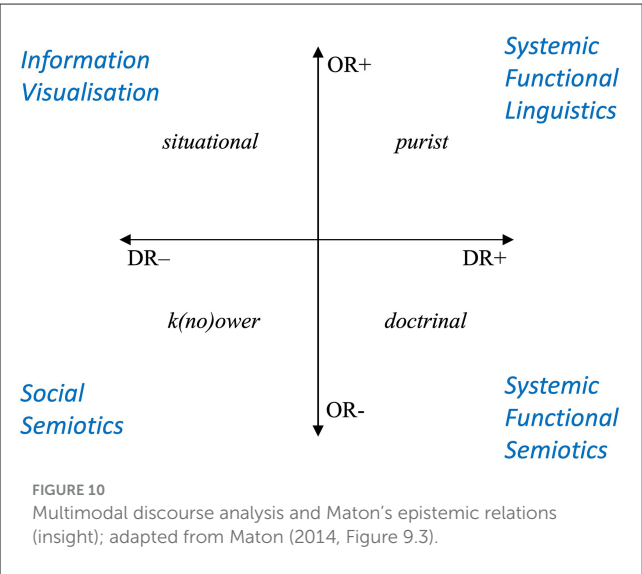 Information
Visualisation
OR+
Systemic
Functional
Linguistics
situational
purist
DR–
DR+
k(no)ower
doctrinal
Social
Semiotics
OR-
Systemic
Functional
Semiotics
FIGURE 10
Multimodal discourse analysis and Maton's epistemic relations
(insight); adapted from Maton (2014, Figure 9.3).